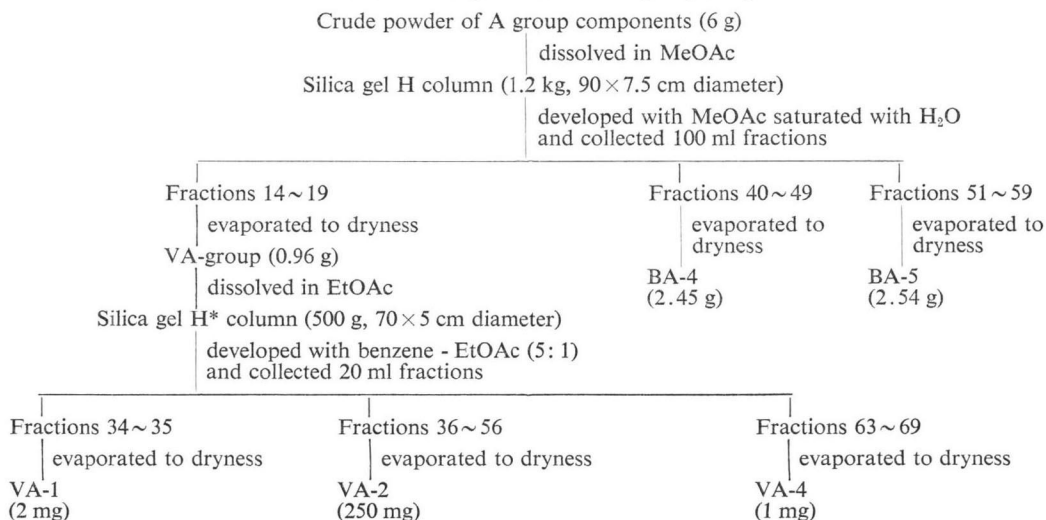 Crude powder of A group components (6 g)
dissolved in MeOAc
Silica gel H column (1.2 kg, 90 × 7.5 cm diameter)
developed with MeOAc saturated with H₂O
and collected 100 ml fractions
Fractions 14~19
evaporated to dryness
VA-group (0.96 g)
dissolved in EtOAc
Silica gel H* column (500 g, 70 × 5 cm diameter)
developed with benzene - EtOAc (5: 1)
and collected 20 ml fractions
Fractions 40~49
evaporated to
dryness
BA-4
(2.45 g)
Fractions 51~59
evaporated to
dryness
BA-5
(2.54 g)
Fractions 34~35
evaporated to dryness
VA-1
(2 mg)
Fractions 36~56
evaporated to dryness
VA-2
(250 mg)
Fractions 63~69
evaporated to dryness
VA-4
(1 mg)